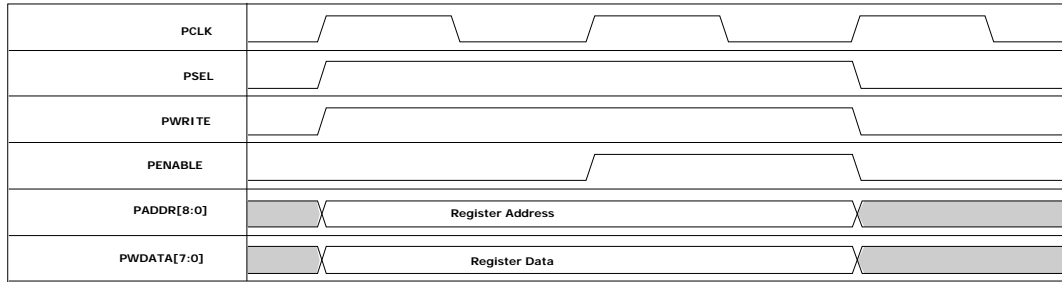 PCLK
PSEL
PWRITE
PENABLE
PADDR[8:0]
Register Address
PWDATA[7:0]
Register Data